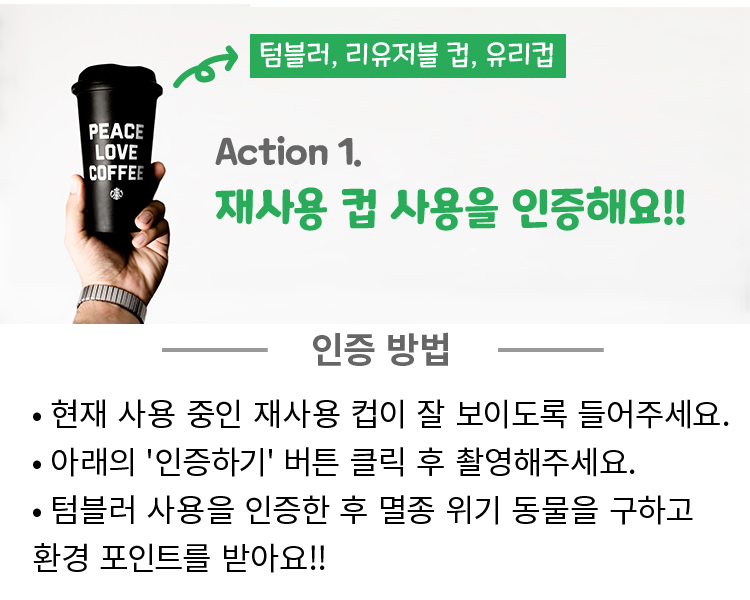 텀블러, 리유저블 컵, 유리컵
PEACE
LOVE
COFFEE
Action 1.
재사용 컵 사용을 인증해요!!
인증 방법
• 현재 사용 중인 재사용 컵이 잘 보이도록 들어주세요.
• 아래의 '인증하기' 버튼 클릭 후 촬영해주세요.
• 텀블러 사용을 인증한 후 멸종 위기 동물을 구하고
환경 포인트를 받아요!!